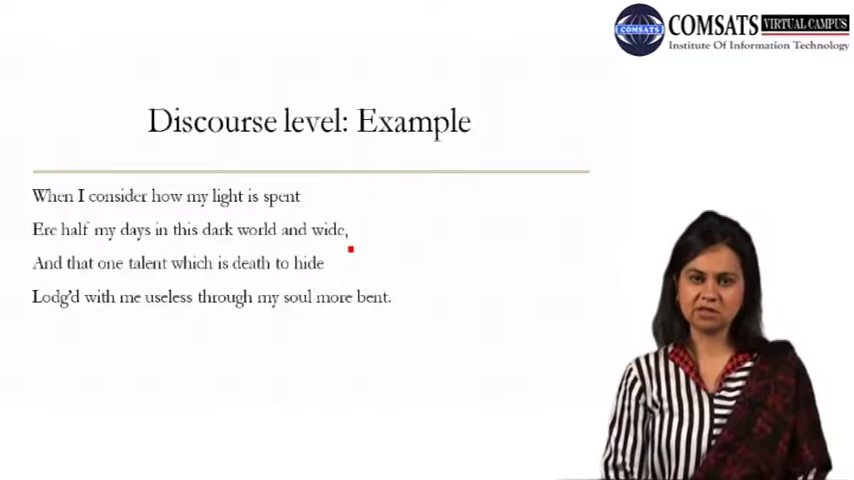 COMSATS VIRTUAL CAMPUS
Institute Of Information Technology
COMSATS
Discourse level: Example
When I consider how my light is spent
Ere half my days in this dark world and wide,
And that one talent which is death to hide
Lodg'd with me useless through my soul more bent.